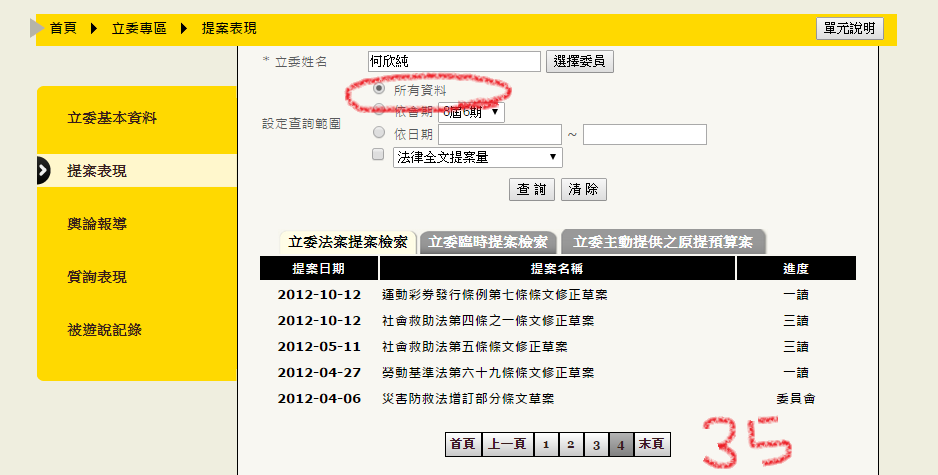 首頁 立委專區 提案表現 單元說明
立委基本資料
提案表現
輿論報導
質詢表現
被遊說記錄
* 立委姓名 何欣純 選擇委員
設定查詢範圍
所有資料
依會期 8屆6期
依日期 ~
法律全文提案量
查詢 清除
立委法案提案檢索 立委臨時提案檢索 立委主動提供之原提預算案
提案日期 提案名稱 進度
2012-10-12 運動彩券發行條例第七條條文修正草案 一讀
2012-10-12 社會救助法第四條之一條文修正草案 三讀
2012-05-11 社會救助法第五條條文修正草案 三讀
2012-04-27 勞動基準法第六十九條條文修正草案 一讀
2012-04-06 災害防救法增訂部分條文草案 委員會
首頁 上一頁 1 2 3 4 末頁
35